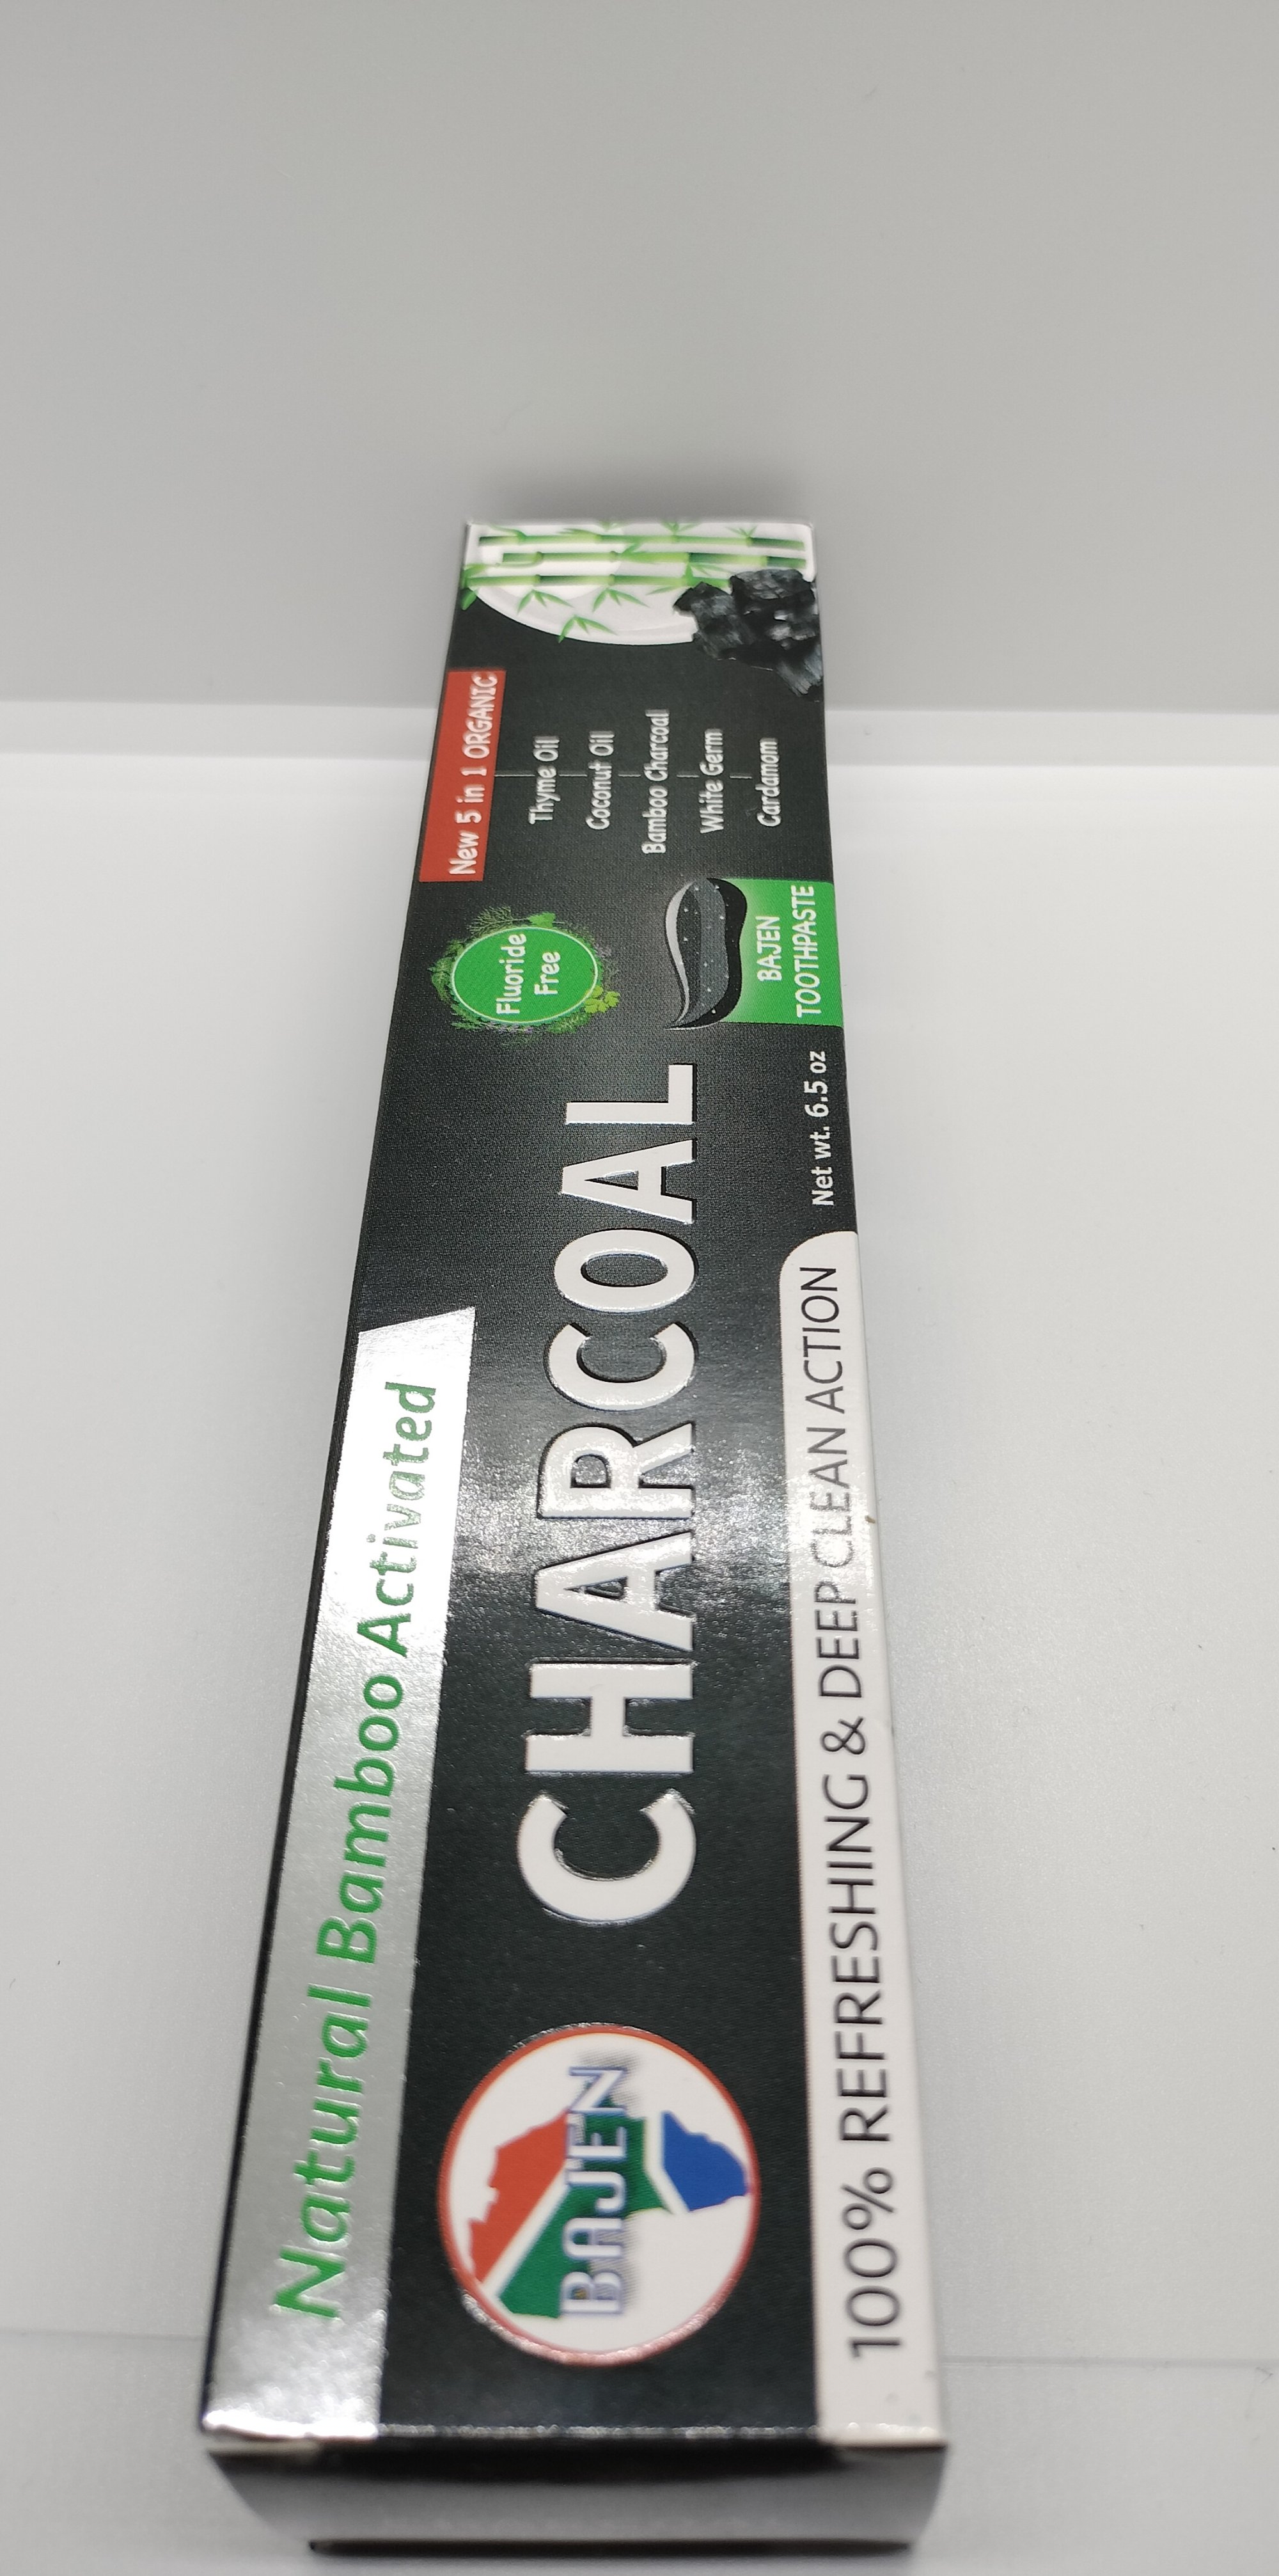 Natural Bamboo Activated
BAJEN
CHARCOAL
100% REFRESHING & DEEP CLEAN ACTION
Net wt. 6.5 oz
Fluoride
Free
BAJEN
TOOTHPASTE
New 5 in 1 ORGANIC
Thyme Oil
Coconut Oil
Bamboo Charcoal
White Germ
Cardamom